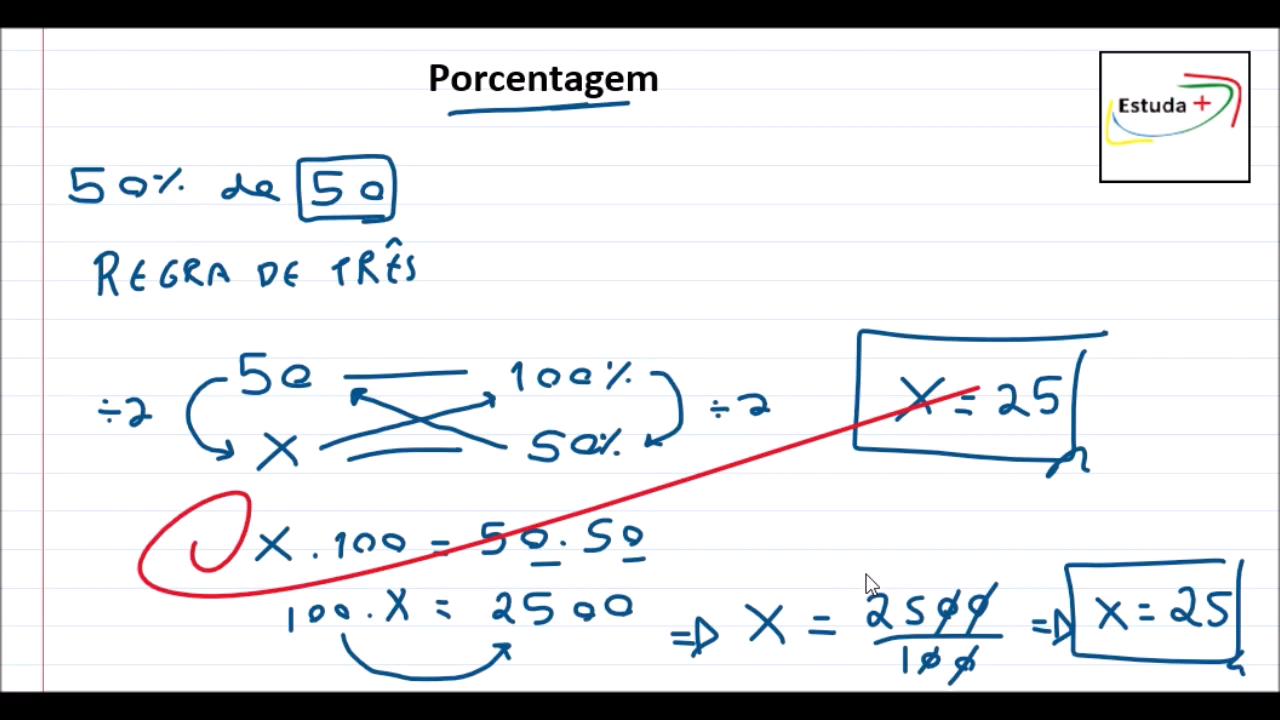 Porcentagem
Estuda +
50% de 50
REGRA DE TRÊS
50 100%
÷2 ÷2
X 50%
X = 25
X . 100 = 50 . 50
100 . X = 2500 ⇒ X = 2500/100 ⇒ X = 25